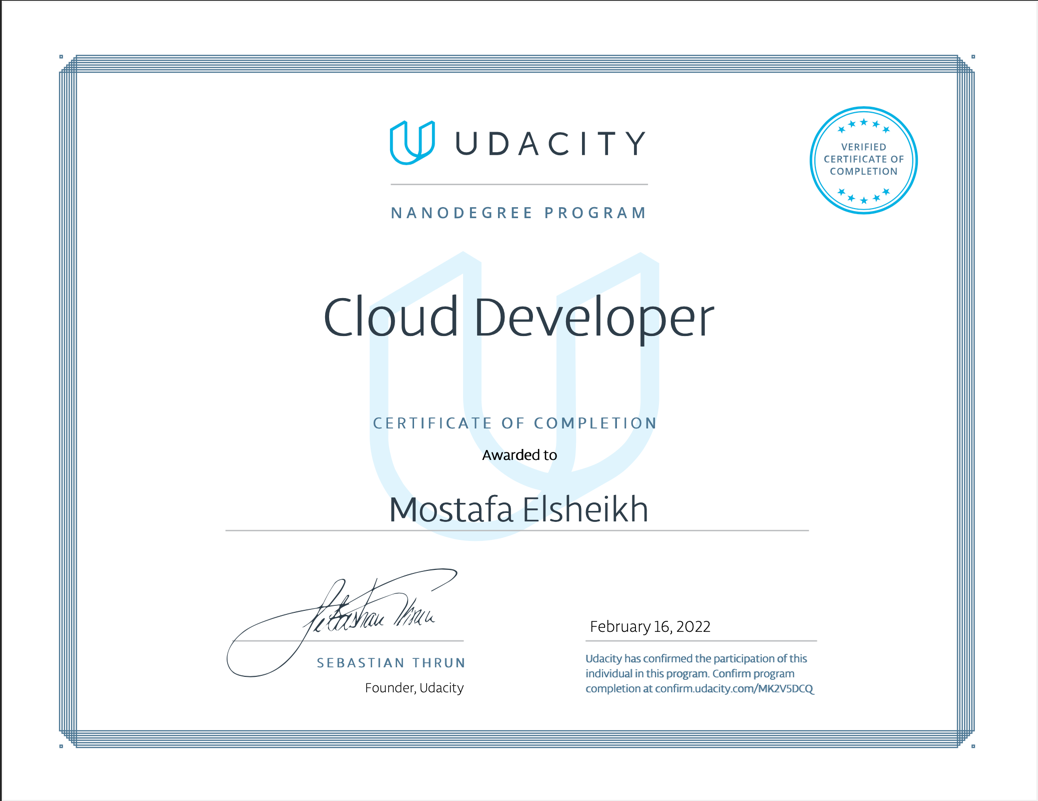 UDACITY
VERIFIED
CERTIFICATE OF
COMPLETION
NANODEGREE PROGRAM
Cloud Developer
CERTIFICATE OF COMPLETION
Awarded to
Mostafa Elsheikh
Sebastian Thrun
SEBASTIAN THRUN
Founder, Udacity
February 16, 2022
Udacity has confirmed the participation of this
individual in this program. Confirm program
completion at confirm.udacity.com/MK2V5DCQ